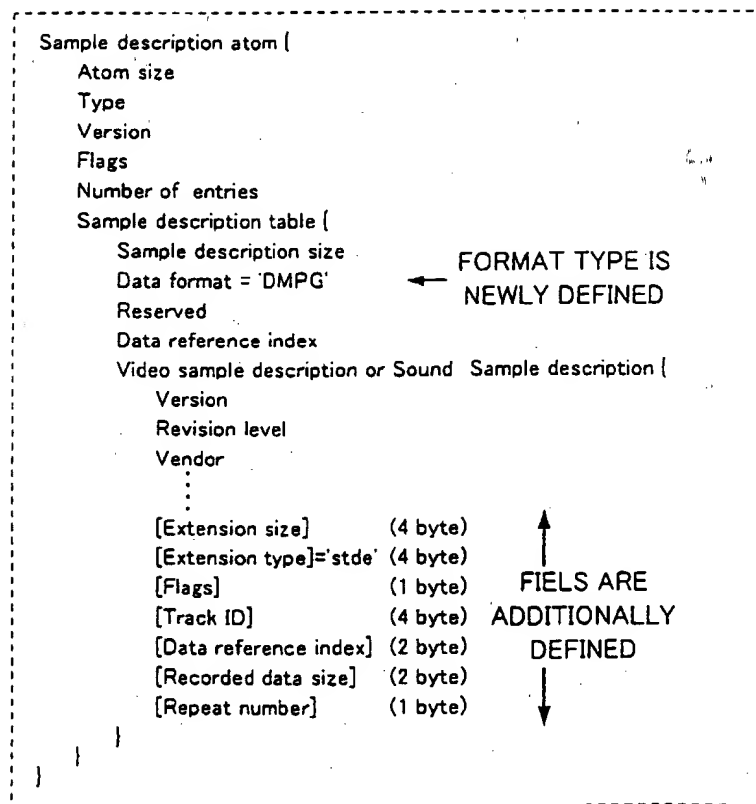 Sample description atom {
Atom size
Type
Version
Flags
Number of entries
Sample description table {
Sample description size
Data format = 'DMPG'
Reserved
Data reference index
Video sample description or Sound Sample description {
Version
Revision level
Vendor
[Extension size] (4 byte)
[Extension type]='stde' (4 byte)
[Flags] (1 byte)
[Track ID] (4 byte)
[Data reference index] (2 byte)
[Recorded data size] (2 byte)
[Repeat number] (1 byte)
}
}
}
FORMAT TYPE IS
NEWLY DEFINED
FIELS ARE
ADDITIONALLY
DEFINED